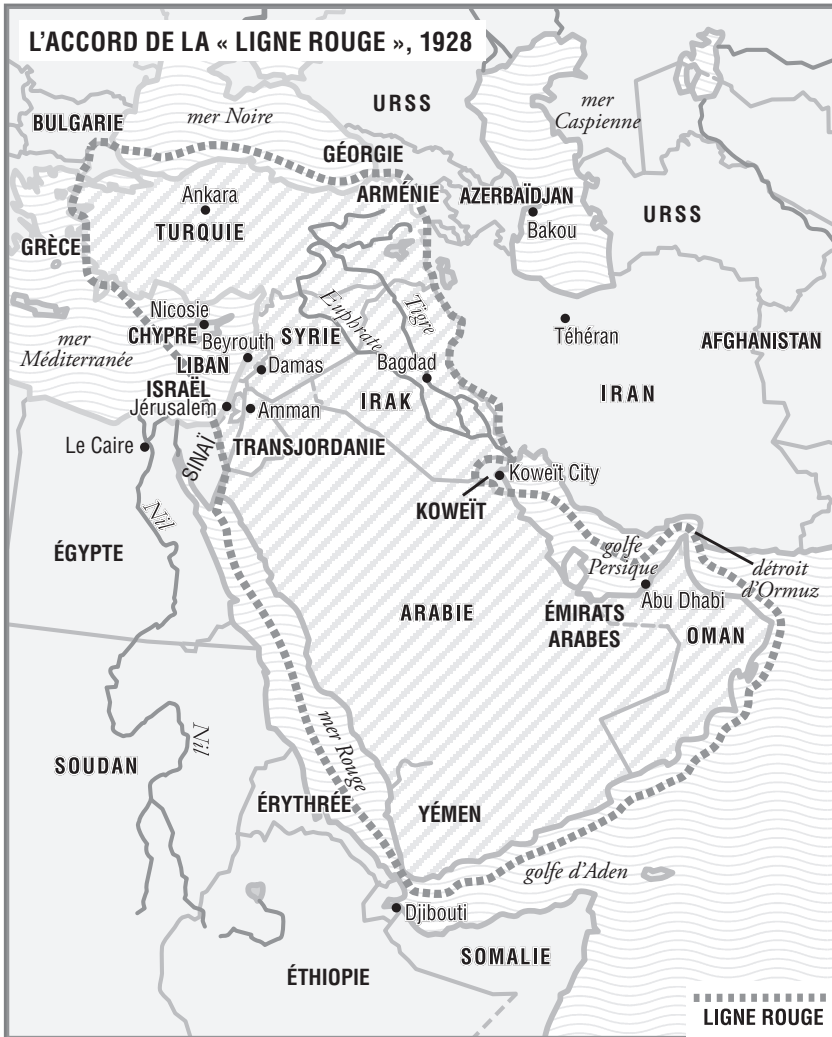 L'ACCORD DE LA « LIGNE ROUGE », 1928
URSS
mer
Caspienne
BULGARIE
mer Noire
GÉORGIE
ARMÉNIE
AZERBAÏDJAN
Ankara
Bakou
URSS
TURQUIE
GRÈCE
Nicosie
CHYPRE
Euphrate
Tigre
Téhéran
mer
Méditerranée
Beyrouth
SYRIE
AFGHANISTAN
LIBAN
Damas
Bagdad
ISRAËL
IRAK
IRAN
Jérusalem
Amman
Le Caire
SINAÏ
TRANSJORDANIE
Koweït City
KOWEÏT
Nil
golfe
Persique
détroit
d'Ormuz
ÉGYPTE
Abu Dhabi
ARABIE
ÉMIRATS
ARABES
OMAN
Nil
mer Rouge
SOUDAN
ÉRYTHRÉE
YÉMEN
golfe d'Aden
Djibouti
SOMALIE
ÉTHIOPIE
LIGNE ROUGE